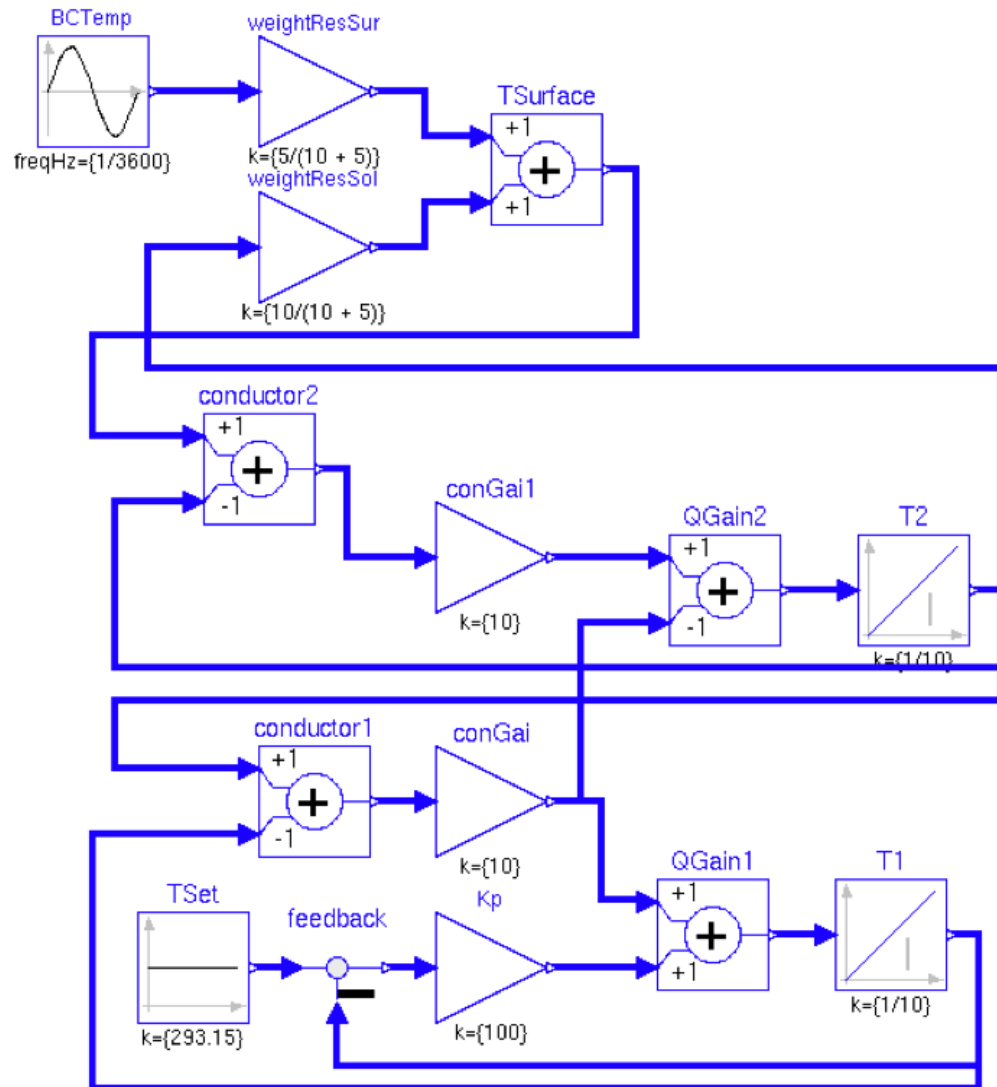 BCTemp
freqHz={1/3600}
weightResSur
k={5/(10 + 5)}
weightResSol
k={10/(10 + 5)}
TSurface
+1
+1
conductor2
+1
-1
conGai1
k={10}
QGain2
+1
-1
T2
k={1/10}
conductor1
+1
-1
conGai
k={10}
TSet
k={293.15}
feedback
Kp
k={100}
QGain1
+1
+1
T1
k={1/10}